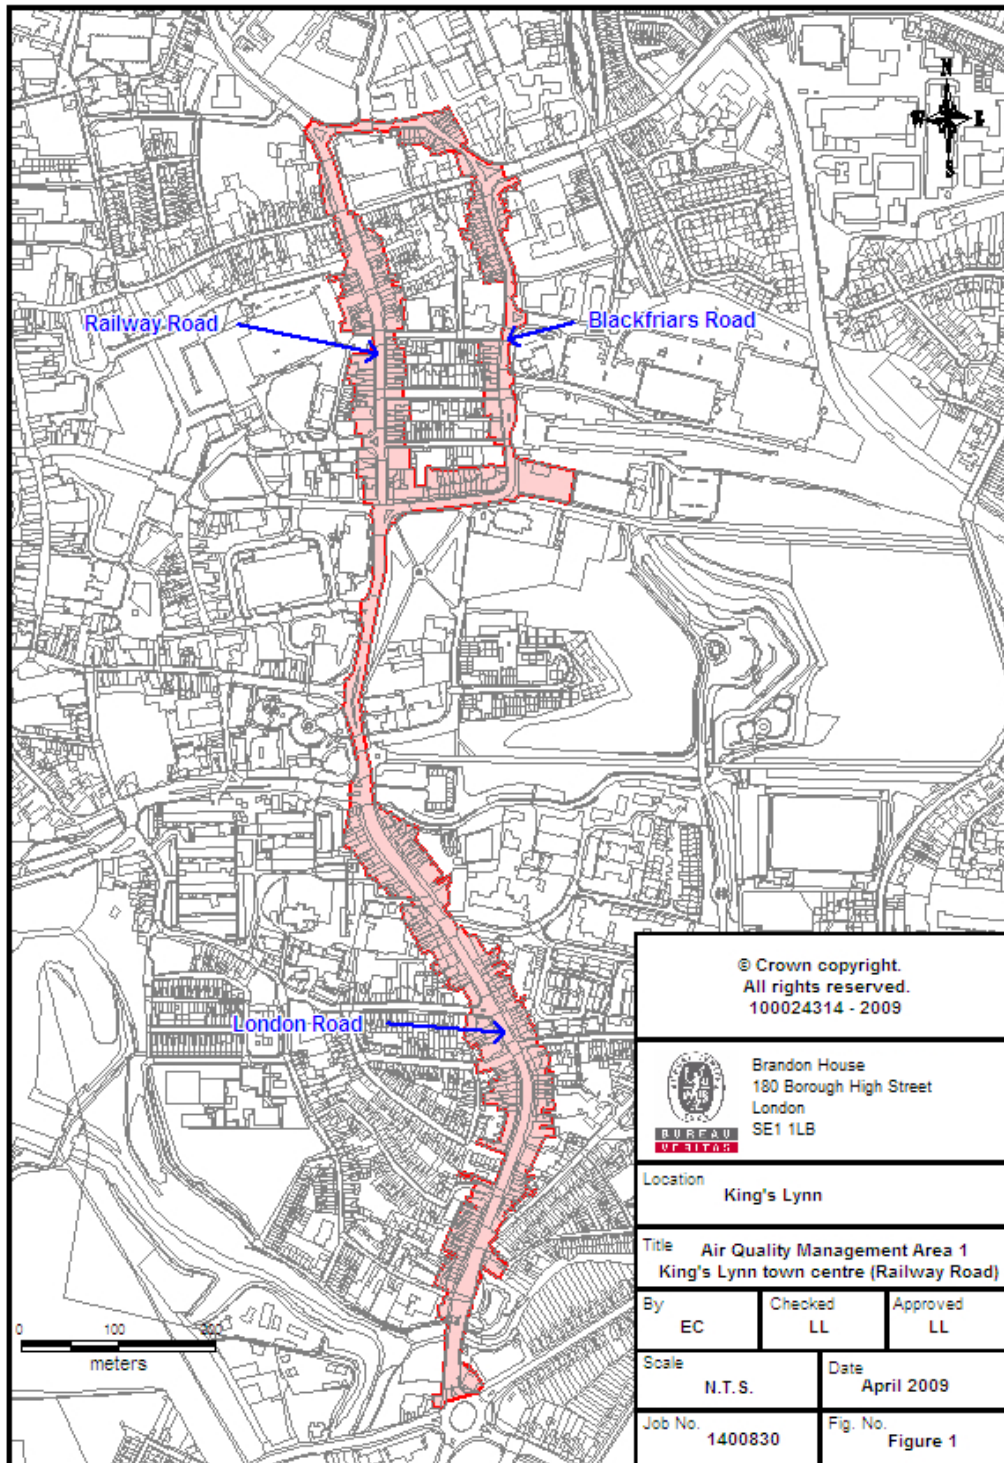 N
W E
S
Railway Road
Blackfriars Road
London Road
0 100 200
meters
© Crown copyright.
All rights reserved.
100024314 - 2009
BUREAU
VERITAS
Brandon House
180 Borough High Street
London
SE1 1LB
Location
King's Lynn
Title Air Quality Management Area 1
King's Lynn town centre (Railway Road)
By
EC
Checked
LL
Approved
LL
Scale
N.T.S.
Date
April 2009
Job No. 1400830
Fig. No.
Figure 1